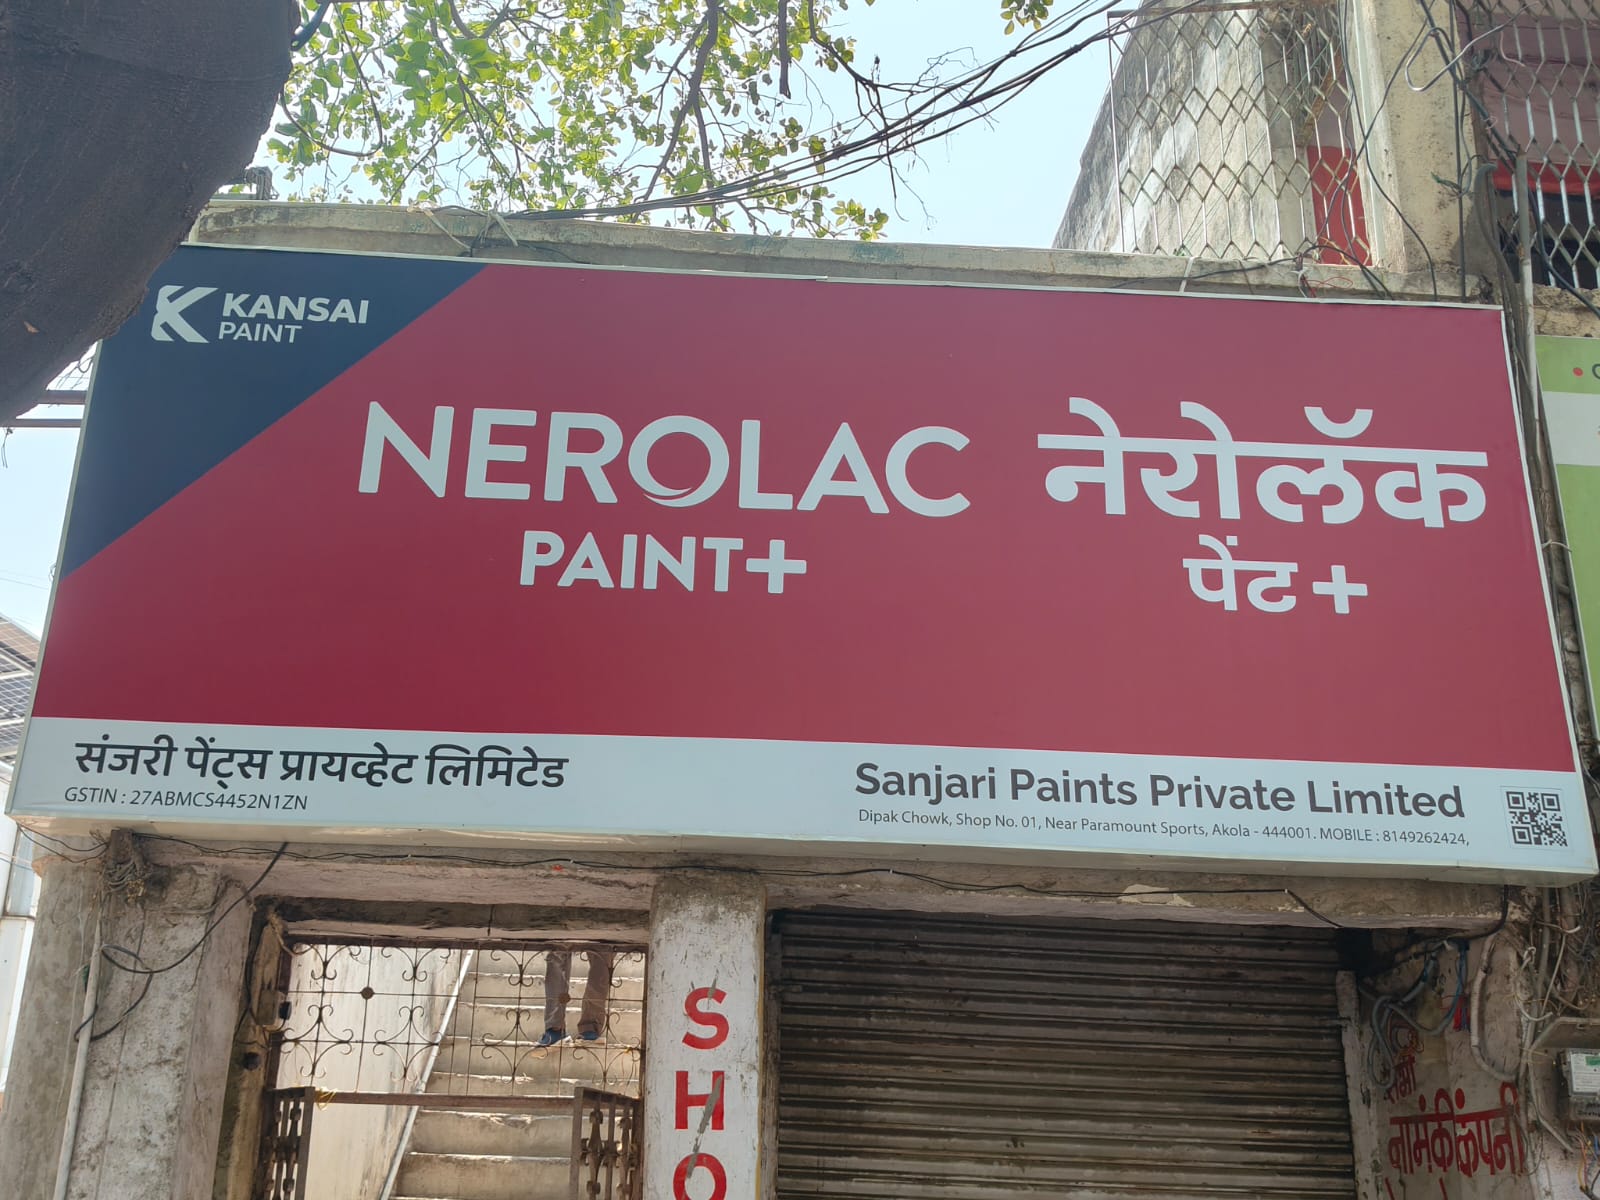 KANSAI
PAINT
NEROLAC
PAINT+
नेरोलॅक
पेंट +
संजरी पेंट्स प्रायव्हेट लिमिटेड
GSTIN : 27ABMCS4452N1ZN
Sanjari Paints Private Limited
Dipak Chowk, Shop No. 01, Near Paramount Sports, Akola - 444001. MOBILE : 8149262424,
S
H
O